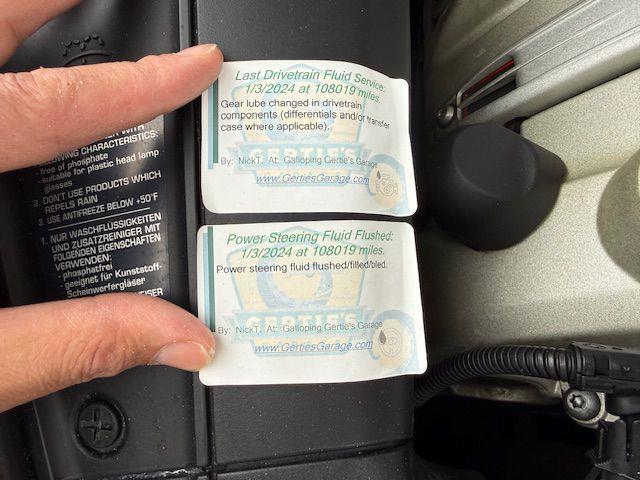 Last Drivetrain Fluid Service:
1/3/2024 at 108019 miles.
Gear lube changed in drivetrain
components (differentials and/or transfer
case where applicable).
GERTIE'S
By: NickT. At: Galloping Gertie's Garage
www.GertiesGarage.com
Power Steering Fluid Flushed:
1/3/2024 at 108019 miles.
Power steering fluid flushed/filled/bled.
GERTIE'S
By: NickT. At: Galloping Gertie's Garage
www.GertiesGarage.com
WITH
CHARACTERISTICS:
- free of phosphate
- suitable for plastic head lamp
glasses
2. DON'T USE PRODUCTS WHICH
REPELS RAIN
3. USE ANTIFREEZE BELOW +50°F
1. NUR WASCHFLÜSSIGKEITEN
UND ZUSATZREINIGER MIT
FOLGENDEN EIGENSCHAFTEN
VERWENDEN:
- phosphatfrei
- geeignet für Kunststoff-
Scheinwerfergläser